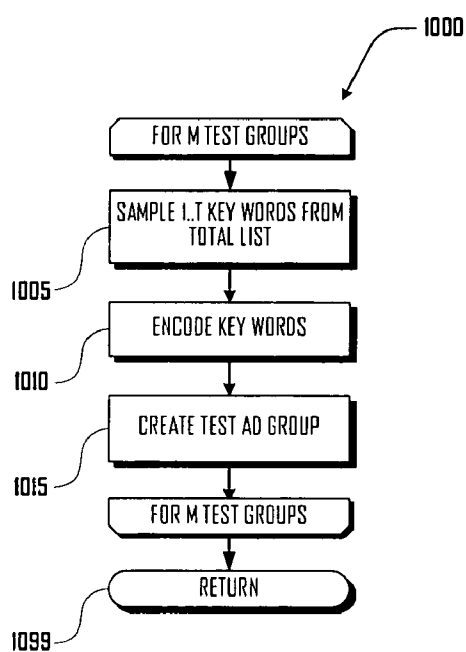 1000
FOR M TEST GROUPS
SAMPLE 1..T KEY WORDS FROM
TOTAL LIST
1005
ENCODE KEY WORDS
1010
CREATE TEST AD GROUP
1015
FOR M TEST GROUPS
RETURN
1099